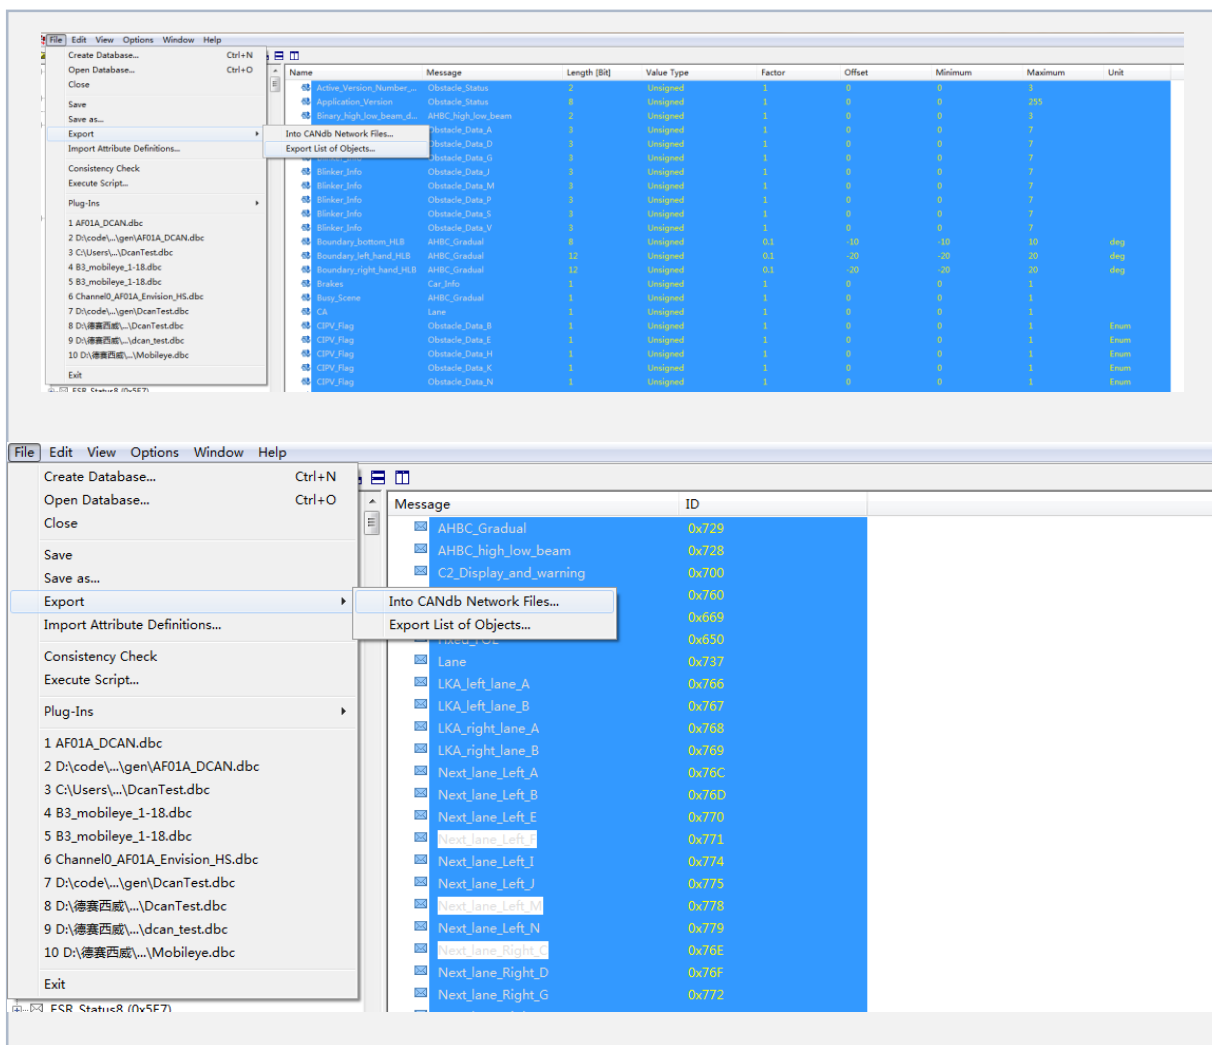 File Edit View Options Window Help
Create Database... Ctrl+N
Open Database... Ctrl+O
Close
Save
Save as...
Export
Import Attribute Definitions...
Consistency Check
Execute Script...
Plug-Ins
1 AF01A_DCAN.dbc
2 D:\code\...\gen\AF01A_DCAN.dbc
3 C:\Users\...\DcanTest.dbc
4 B3_mobileye_1-18.dbc
5 B3_mobileye_1-18.dbc
6 Channel0_AF01A_Envision_HS.dbc
7 D:\code\...\gen\DcanTest.dbc
8 D:\德赛西威\...\DcanTest.dbc
9 D:\德赛西威\...\dcan_test.dbc
10 D:\德赛西威\...\Mobileye.dbc
Exit
ESR_Status8 (0x5E7)
Into CANdb Network Files...
Export List of Objects...
Name Message Length [Bit] Value Type Factor Offset Minimum Maximum Unit
Active_Version_Number_... Obstacle_Status 2 Unsigned 1 0 0 3
Application_Version Obstacle_Status 8 Unsigned 1 0 0 255
Binary_high_low_beam_d... AHBC_high_low_beam 2 Unsigned 1 0 0 3
Obstacle_Data_A 3 Unsigned 1 0 0 7
Obstacle_Data_D 3 Unsigned 1 0 0 7
Blinker_Info Obstacle_Data_G 3 Unsigned 1 0 0 7
Blinker_Info Obstacle_Data_J 3 Unsigned 1 0 0 7
Blinker_Info Obstacle_Data_M 3 Unsigned 1 0 0 7
Blinker_Info Obstacle_Data_P 3 Unsigned 1 0 0 7
Blinker_Info Obstacle_Data_S 3 Unsigned 1 0 0 7
Blinker_Info Obstacle_Data_V 3 Unsigned 1 0 0 7
Boundary_bottom_HLB AHBC_Gradual 8 Unsigned 0.1 -10 -10 10 deg
Boundary_left_hand_HLB AHBC_Gradual 12 Unsigned 0.1 -20 -20 20 deg
Boundary_right_hand_HLB AHBC_Gradual 12 Unsigned 0.1 -20 -20 20 deg
Brakes Car_Info 1 Unsigned 1 0 0 1
Busy_Scene AHBC_Gradual 1 Unsigned 1 0 0 1
CA Lane 1 Unsigned 1 0 0 1
CIPV_Flag Obstacle_Data_B 1 Unsigned 1 0 0 1 Enum
CIPV_Flag Obstacle_Data_E 1 Unsigned 1 0 0 1 Enum
CIPV_Flag Obstacle_Data_H 1 Unsigned 1 0 0 1 Enum
CIPV_Flag Obstacle_Data_K 1 Unsigned 1 0 0 1 Enum
CIPV_Flag Obstacle_Data_N 1 Unsigned 1 0 0 1 Enum
File Edit View Options Window Help
Create Database... Ctrl+N
Open Database... Ctrl+O
Close
Save
Save as...
Export
Import Attribute Definitions...
Consistency Check
Execute Script...
Plug-Ins
1 AF01A_DCAN.dbc
2 D:\code\...\gen\AF01A_DCAN.dbc
3 C:\Users\...\DcanTest.dbc
4 B3_mobileye_1-18.dbc
5 B3_mobileye_1-18.dbc
6 Channel0_AF01A_Envision_HS.dbc
7 D:\code\...\gen\DcanTest.dbc
8 D:\德赛西威\...\DcanTest.dbc
9 D:\德赛西威\...\dcan_test.dbc
10 D:\德赛西威\...\Mobileye.dbc
Exit
ESR_Status8 (0x5E7)
Into CANdb Network Files...
Export List of Objects...
Message ID
AHBC_Gradual 0x729
AHBC_high_low_beam 0x728
C2_Display_and_warning 0x700
0x760
0x669
Fixed_FOE 0x650
Lane 0x737
LKA_left_lane_A 0x766
LKA_left_lane_B 0x767
LKA_right_lane_A 0x768
LKA_right_lane_B 0x769
Next_lane_Left_A 0x76C
Next_lane_Left_B 0x76D
Next_lane_Left_E 0x770
Next_lane_Left_F 0x771
Next_lane_Left_I 0x774
Next_lane_Left_J 0x775
Next_lane_Left_M 0x778
Next_lane_Left_N 0x779
Next_lane_Right_C 0x76E
Next_lane_Right_D 0x76F
Next_lane_Right_G 0x772